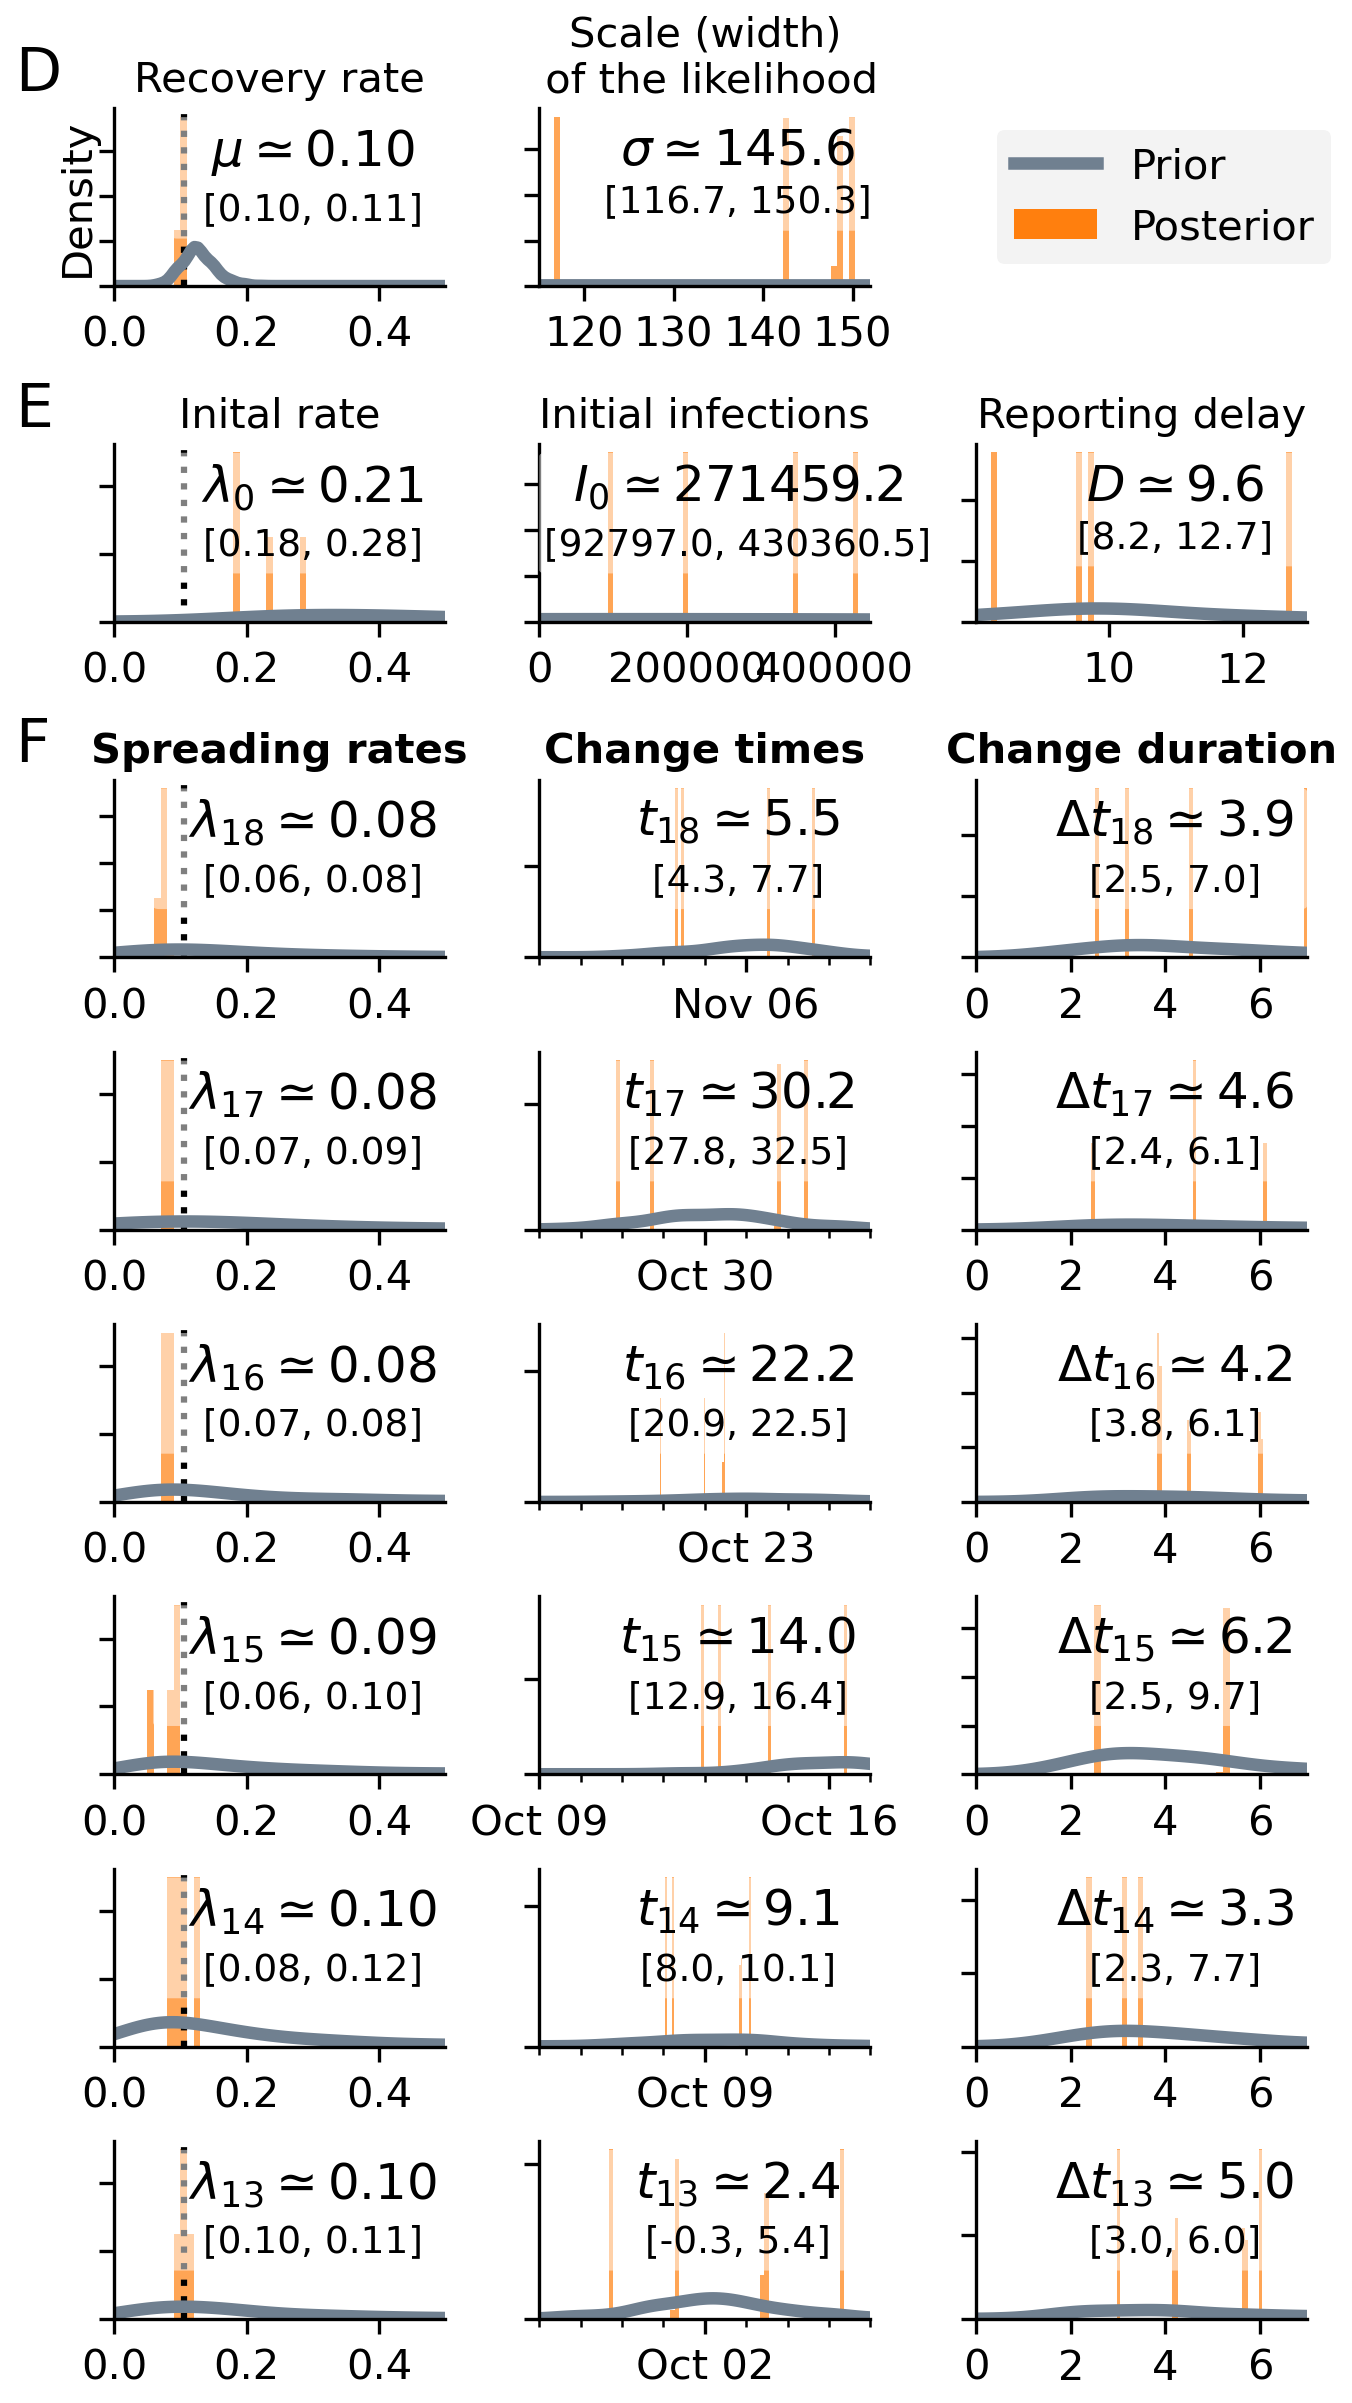 D
Recovery rate
Scale (width)
of the likelihood
Density
μ ≃ 0.10
[0.10, 0.11]
σ ≃ 145.6
[116.7, 150.3]
Prior
Posterior
0.0 0.2 0.4
120 130 140 150
E
Inital rate
Initial infections
Reporting delay
λ0 ≃ 0.21
[0.18, 0.28]
I0 ≃ 271459.2
[92797.0, 430360.5]
D ≃ 9.6
[8.2, 12.7]
0.0 0.2 0.4
0 200000 400000
10 12
F
Spreading rates
Change times
Change duration
λ18 ≃ 0.08
[0.06, 0.08]
t18 ≃ 5.5
[4.3, 7.7]
Δt18 ≃ 3.9
[2.5, 7.0]
0.0 0.2 0.4
Nov 06
0 2 4 6
λ17 ≃ 0.08
[0.07, 0.09]
t17 ≃ 30.2
[27.8, 32.5]
Δt17 ≃ 4.6
[2.4, 6.1]
0.0 0.2 0.4
Oct 30
0 2 4 6
λ16 ≃ 0.08
[0.07, 0.08]
t16 ≃ 22.2
[20.9, 22.5]
Δt16 ≃ 4.2
[3.8, 6.1]
0.0 0.2 0.4
Oct 23
0 2 4 6
λ15 ≃ 0.09
[0.06, 0.10]
t15 ≃ 14.0
[12.9, 16.4]
Δt15 ≃ 6.2
[2.5, 9.7]
0.0 0.2 0.4
Oct 09 Oct 16
0 2 4 6
λ14 ≃ 0.10
[0.08, 0.12]
t14 ≃ 9.1
[8.0, 10.1]
Δt14 ≃ 3.3
[2.3, 7.7]
0.0 0.2 0.4
Oct 09
0 2 4 6
λ13 ≃ 0.10
[0.10, 0.11]
t13 ≃ 2.4
[-0.3, 5.4]
Δt13 ≃ 5.0
[3.0, 6.0]
0.0 0.2 0.4
Oct 02
0 2 4 6